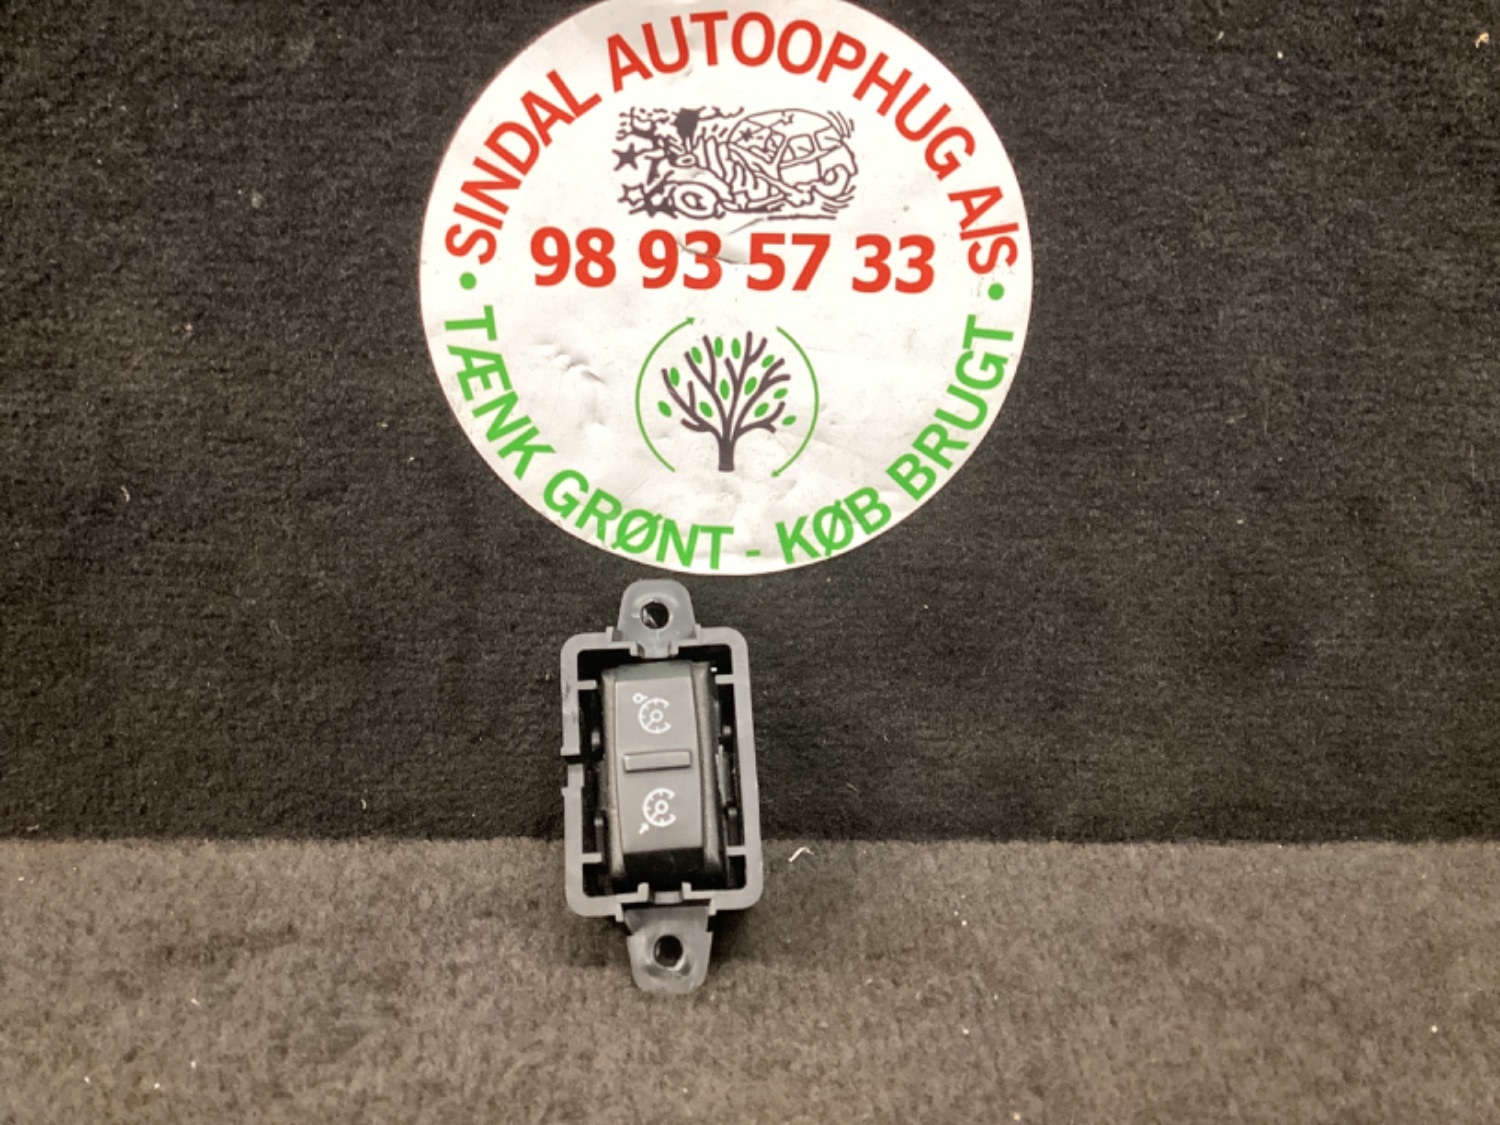 SINDAL AUTOOPHUG A/S
98 93 57 33
• TÆNK GRØNT - KØB BRUGT •